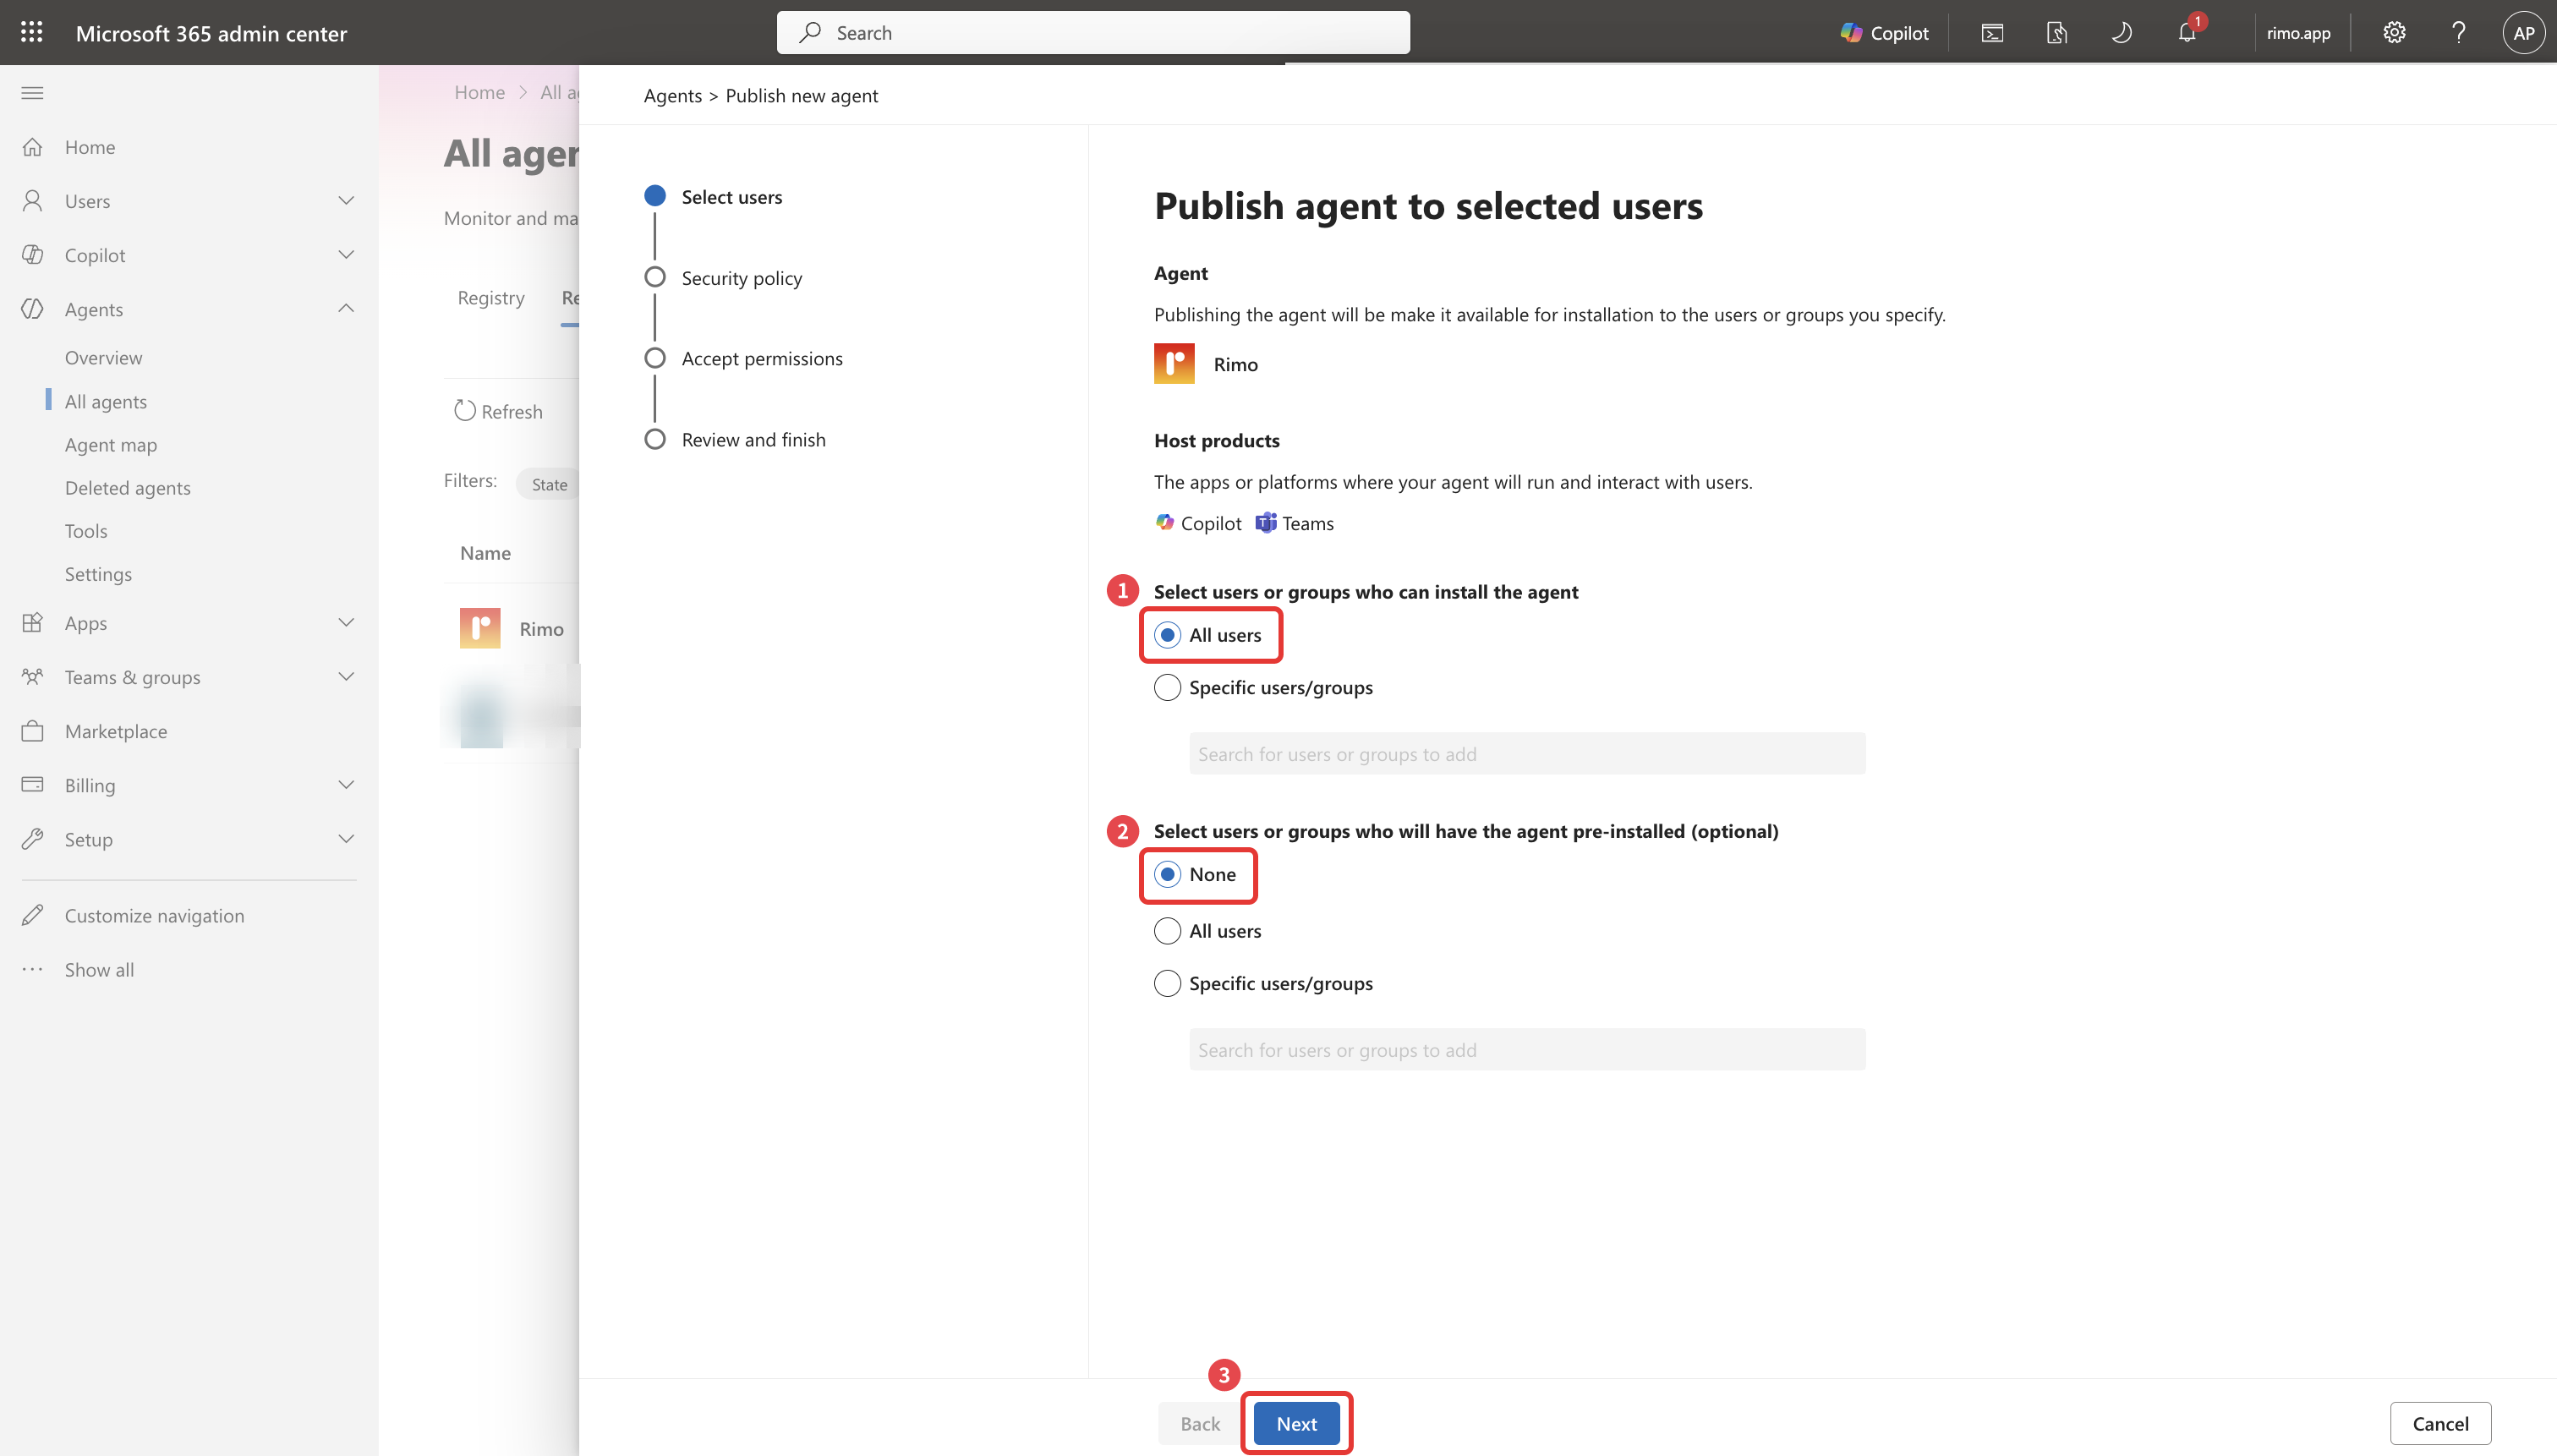 Microsoft 365 admin center
Search
Copilot
1
rimo.app
AP
Home
Users
Copilot
Agents
Overview
All agents
Agent map
Deleted agents
Tools
Settings
Apps
Teams & groups
Marketplace
Billing
Setup
Customize navigation
Show all
Home > All ag
All agen
Monitor and ma
Registry Re
Refresh
Filters: State
Name
Rimo
Agents > Publish new agent
Select users
Security policy
Accept permissions
Review and finish
Publish agent to selected users
Agent
Publishing the agent will be make it available for installation to the users or groups you specify.
Rimo
Host products
The apps or platforms where your agent will run and interact with users.
Copilot Teams
1 Select users or groups who can install the agent
All users
Specific users/groups
Search for users or groups to add
2 Select users or groups who will have the agent pre-installed (optional)
None
All users
Specific users/groups
Search for users or groups to add
3
Back Next Cancel